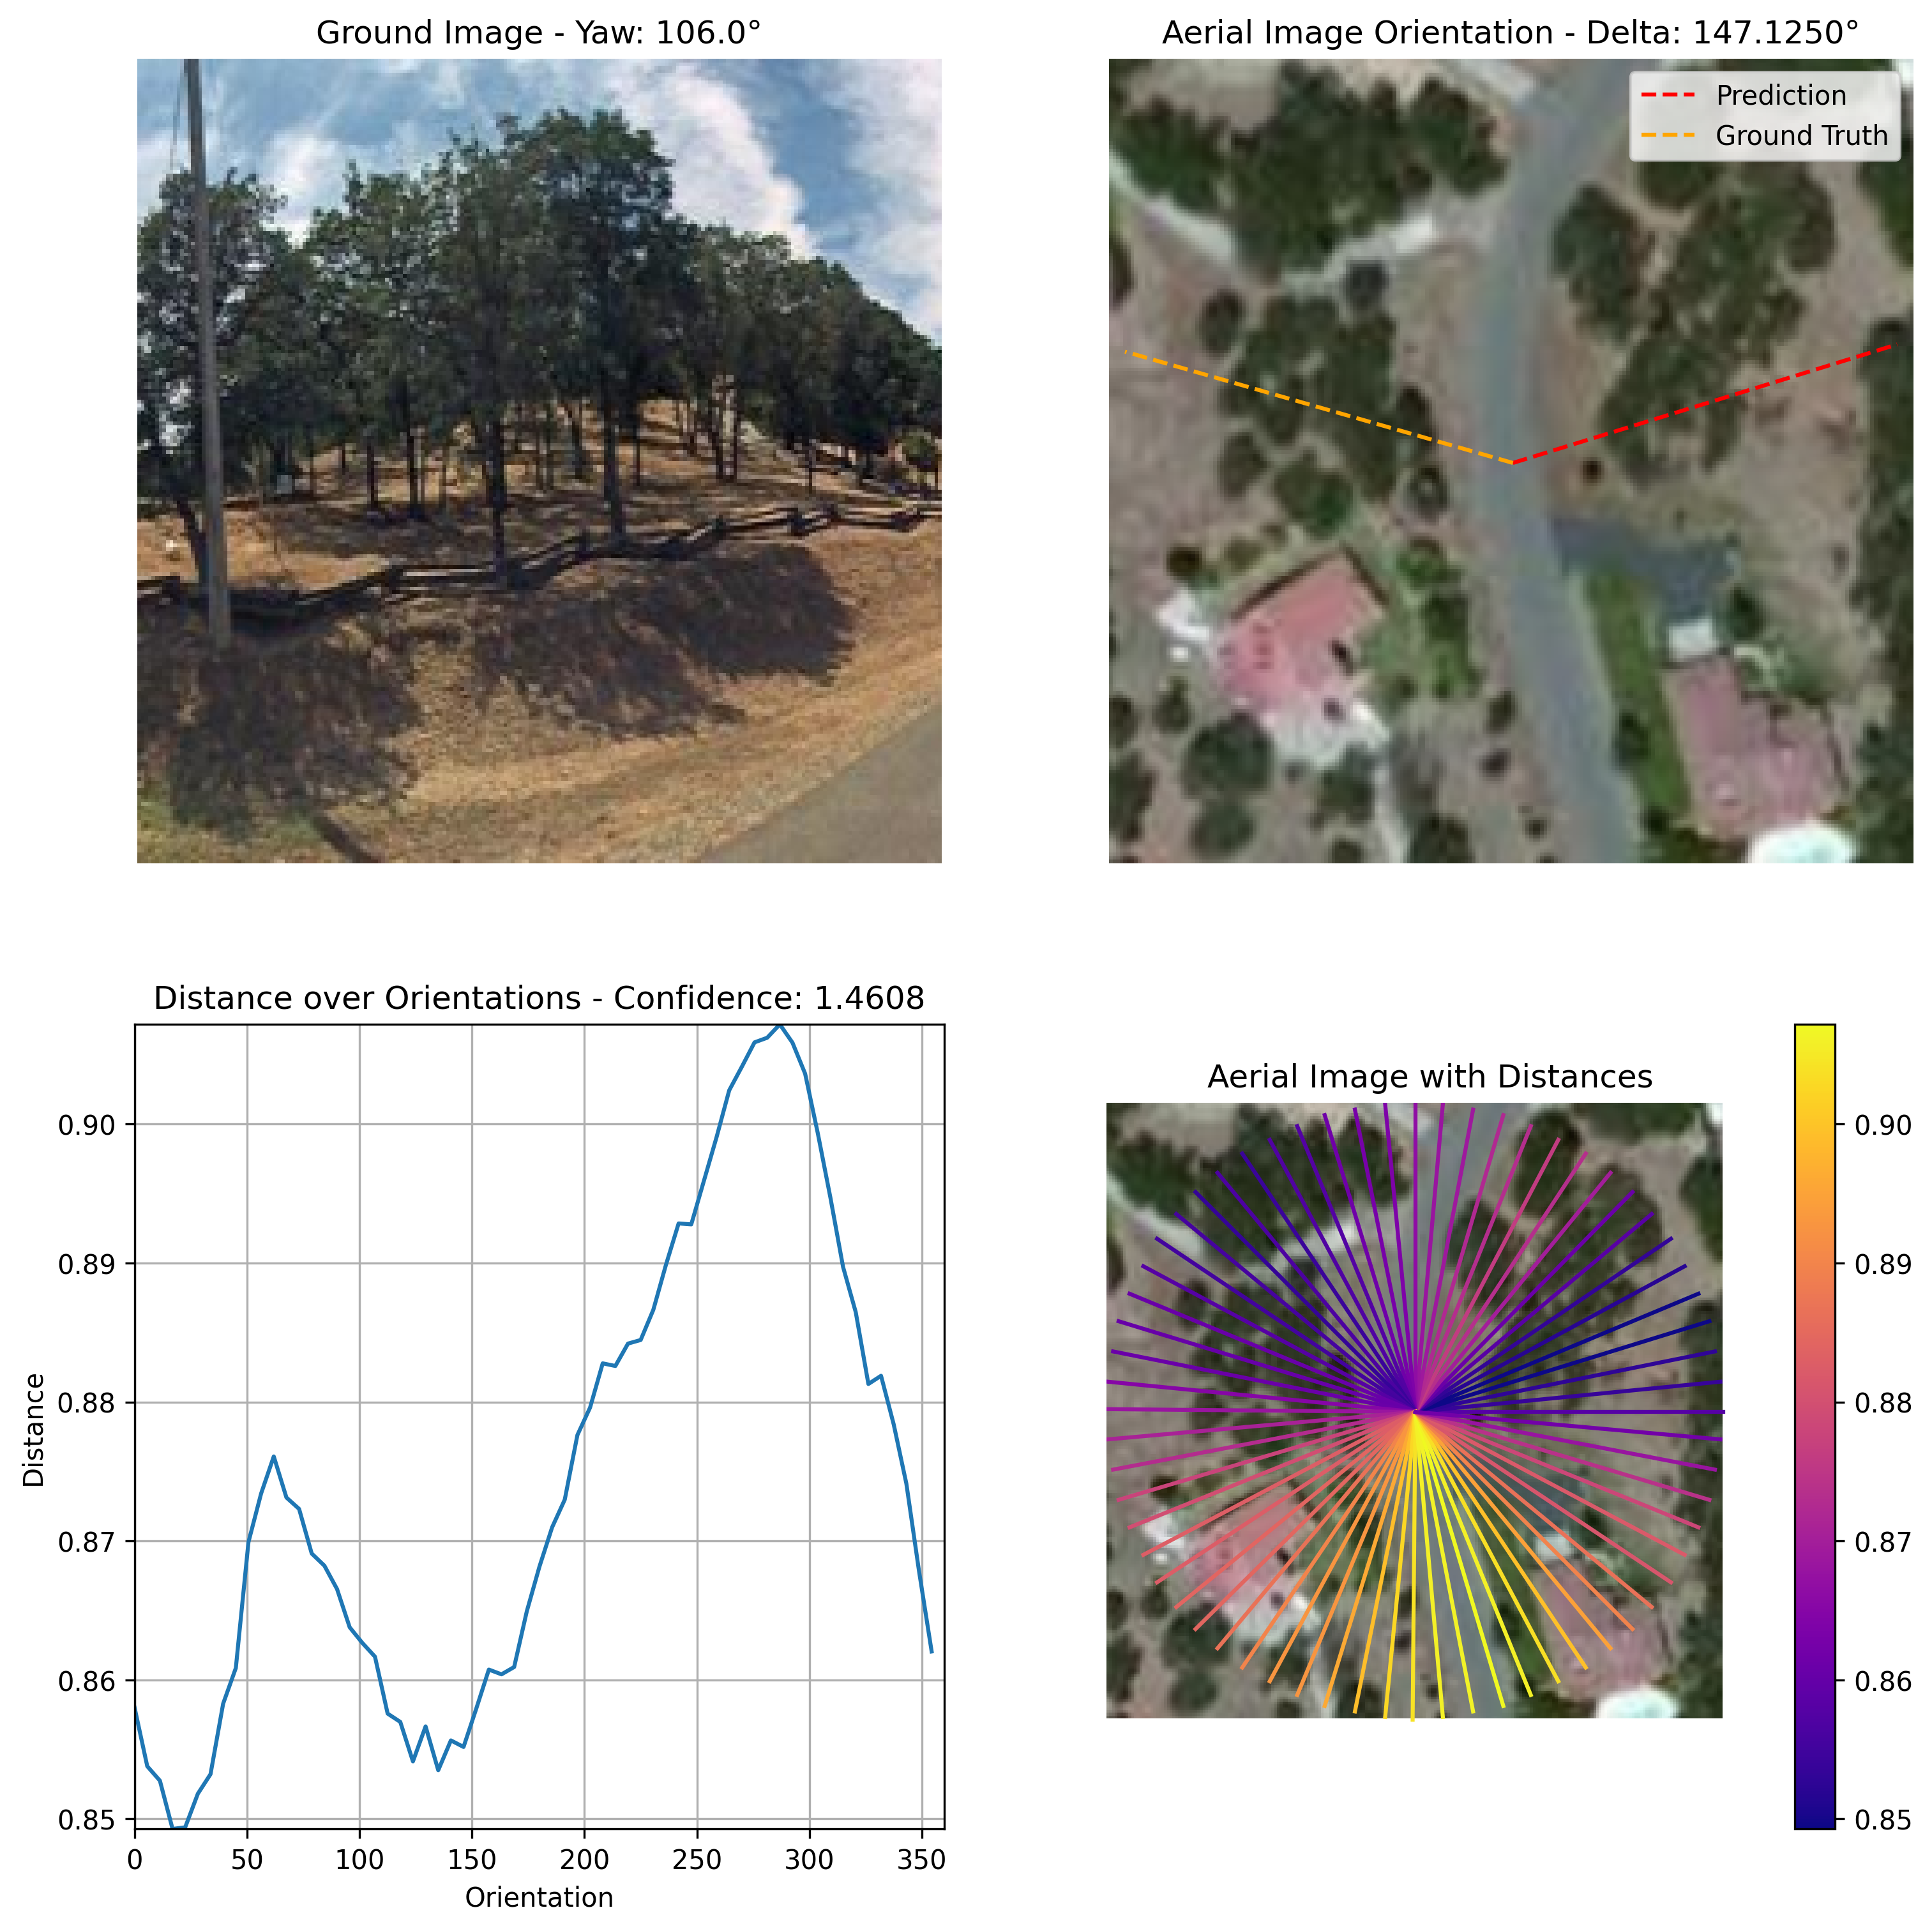 Ground Image - Yaw: 106.0°
Aerial Image Orientation - Delta: 147.1250°
Prediction
Ground Truth
Distance over Orientations - Confidence: 1.4608
0.90
0.89
0.88
0.87
0.86
0.85
Distance
0
50
100
150
200
250
300
350
Orientation
Aerial Image with Distances
0.90
0.89
0.88
0.87
0.86
0.85